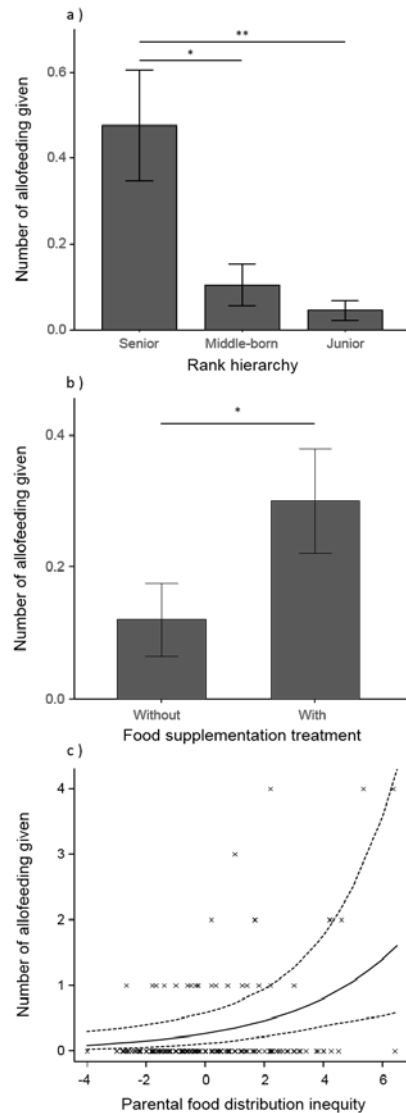 a )
**
*
Number of allofeeding given
0.6
0.4
0.2
0.0
Senior Middle-born Junior
Rank hierarchy
b )
*
Number of allofeeding given
0.4
0.2
0.0
Without With
Food supplementation treatment
c )
Number of allofeeding given
4
3
2
1
0
-4 -2 0 2 4 6
Parental food distribution inequity